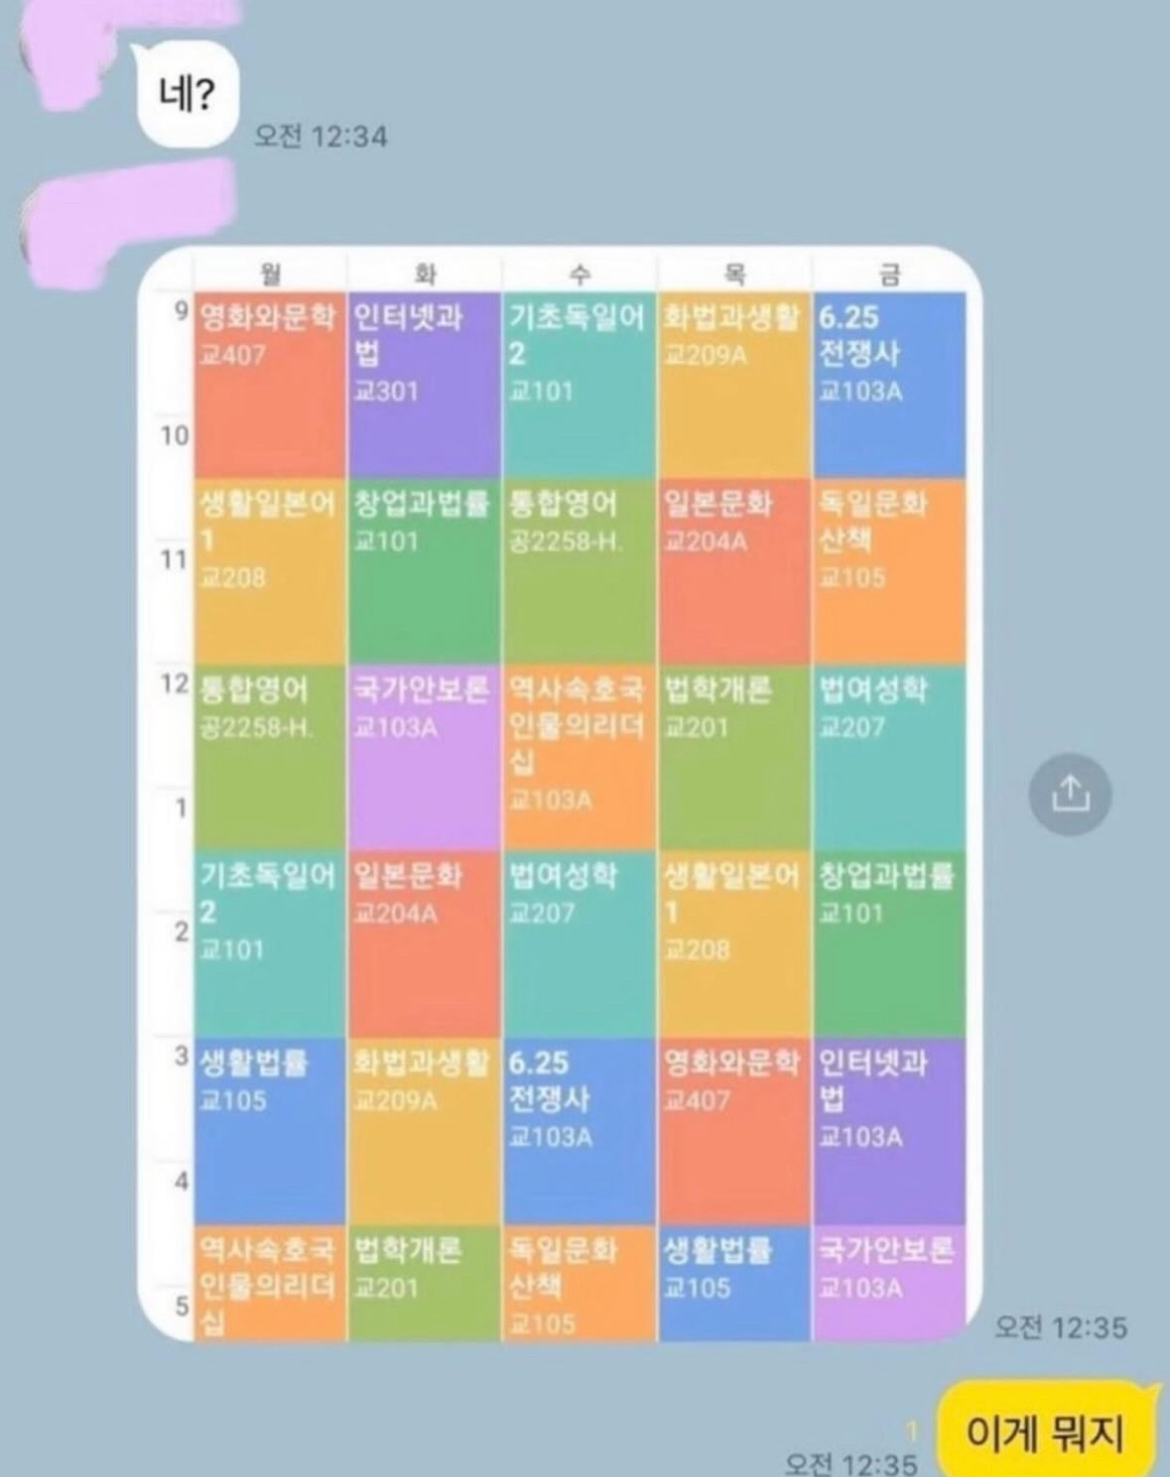 네?
오전 12:34
월 화 수 목 금
9
영화와문학
교407
인터넷과
법
교301
기초독일어
2
교101
화법과생활
교209A
6.25
전쟁사
교103A
10
생활일본어
1
교208
창업과법률
교101
통합영어
공2258-H.
일본문화
교204A
독일문화
산책
교105
11
12
통합영어
공2258-H.
국가안보론
교103A
역사속호국
인물의리더
십
교103A
법학개론
교201
법여성학
교207
1
기초독일어
2
교101
일본문화
교204A
법여성학
교207
생활일본어
1
교208
창업과법률
교101
2
3
생활법률
교105
화법과생활
교209A
6.25
전쟁사
교103A
영화와문학
교407
인터넷과
법
교103A
4
역사속호국
인물의리더
십
법학개론
교201
독일문화
산책
교105
생활법률
교105
국가안보론
교103A
5
오전 12:35
이게 뭐지
1
오전 12:35